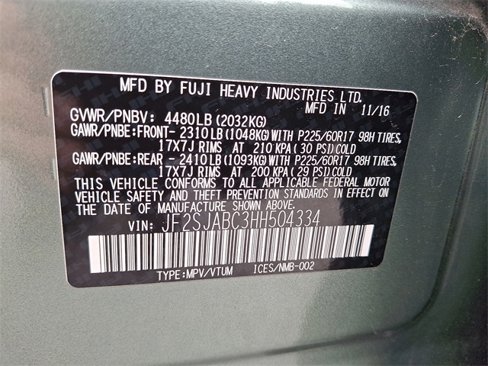 MFD BY FUJI HEAVY INDUSTRIES LTD.
MFD IN 11/16
GVWR/PNBV: 4480LB(2032KG)
GAWR/PNBE:FRONT- 2310LB(1048KG)WITH P225/60R17 98H TIRES,
17X7J RIMS AT 210 KPA( 30 PSI)COLD
GAWR/PNBE:REAR - 2410LB(1093KG)WITH P225/60R17 98H TIRES,
17X7J RIMS AT 200 KPA( 29 PSI)COLD
THIS VEHICLE CONFORMS TO ALL APPLICABLE FEDERAL MOTOR
VEHICLE SAFETY AND THEFT PREVENTION STANDARDS IN EFFECT
ON THE DATE OF MANUFACTURE SHOWN ABOVE.
VIN: JF2SJABC3HH504334
TYPE:MPV/VTUM ICES/NMB-002